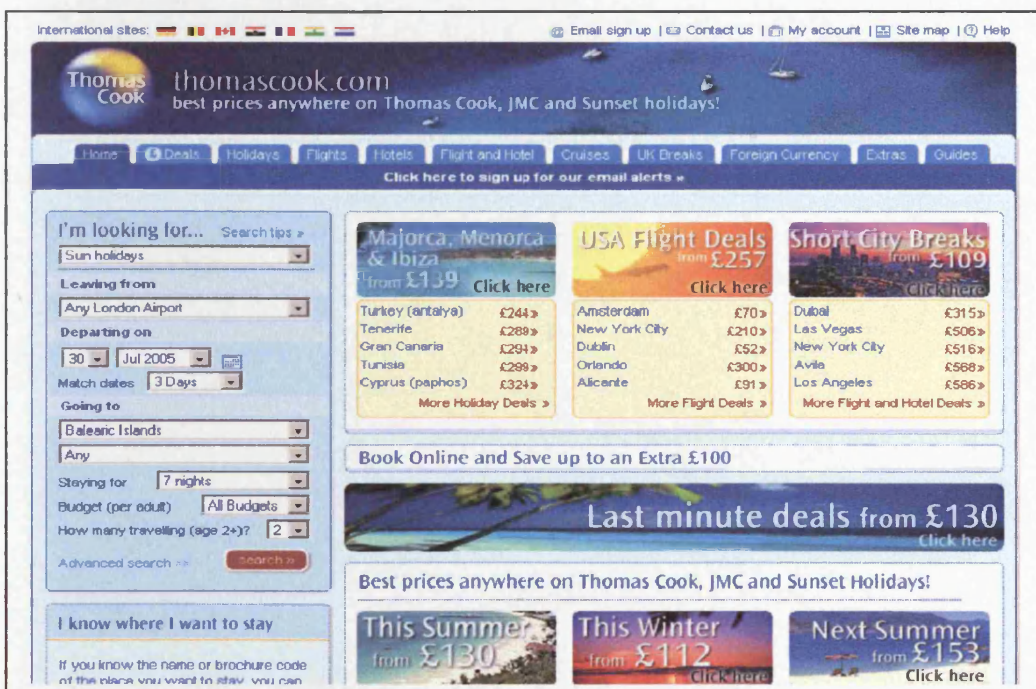 International sites:
Email sign up | Contact us | My account | Site map | Help
Thomas Cook
thomascook.com
best prices anywhere on Thomas Cook, JMC and Sunset holidays!
Home £ Deals Holidays Flights Hotels Flight and Hotel Cruises UK Breaks Foreign Currency Extras Guides
Click here to sign up for our email alerts »
I'm looking for... Search tips »
Sun holidays
Leaving from
Any London Airport
Departing on
30 Jul 2005
Match dates 3 Days
Going to
Balearic Islands
Any
Staying for 7 nights
Budget (per adult) All Budgets
How many travelling (age 2+)? 2
Advanced search »» search »
I know where I want to stay
If you know the name or brochure code
of the place you want to stay, you can
Majorca, Menorca
& Ibiza
from £139 Click here
Turkey (antalya) £244»
Tenerife £289»
Gran Canaria £294»
Tunisia £299»
Cyprus (paphos) £324»
More Holiday Deals »
USA Flight Deals
from £257
Click here
Amsterdam £70»
New York City £210»
Dublin £52»
Orlando £300»
Alicante £91»
More Flight Deals »
Short City Breaks
from £109
Click here
Dubai £315»
Las Vegas £506»
New York City £516»
Avila £568»
Los Angeles £586»
More Flight and Hotel Deals »
Book Online and Save up to an Extra £100
Last minute deals from £130
Click here
Best prices anywhere on Thomas Cook, JMC and Sunset Holidays!
This Summer
from £130
This Winter
from £112
Click here
Next Summer
from £153
Click here